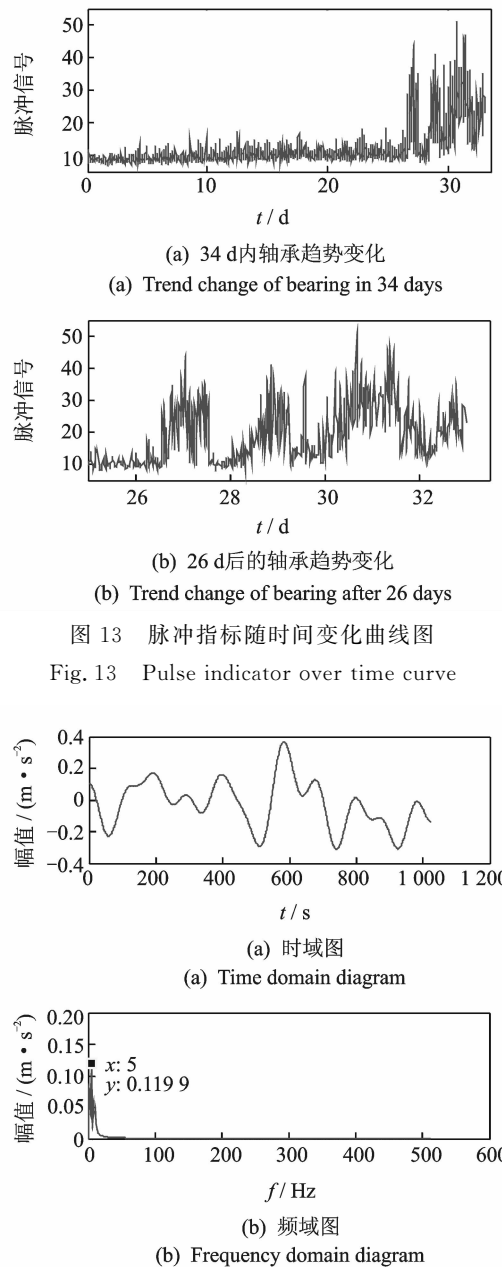 50
40
30
20
10
脉冲信号
0 10 20 30
t / d
(a) 34 d内轴承趋势变化
(a) Trend change of bearing in 34 days
50
40
30
20
10
脉冲信号
26 28 30 32
t / d
(b) 26 d后的轴承趋势变化
(b) Trend change of bearing after 26 days
图 13 脉冲指标随时间变化曲线图
Fig. 13 Pulse indicator over time curve
0.4
0.2
0
−0.2
−0.4
幅值 / (m • s⁻²)
0 200 400 600 800 1 000 1 200
t / s
(a) 时域图
(a) Time domain diagram
0.20
0.15
0.10
0.05
0
幅值 / (m • s⁻²)
x: 5
y: 0.119 9
0 100 200 300 400 500 600
f / Hz
(b) 频域图
(b) Frequency domain diagram